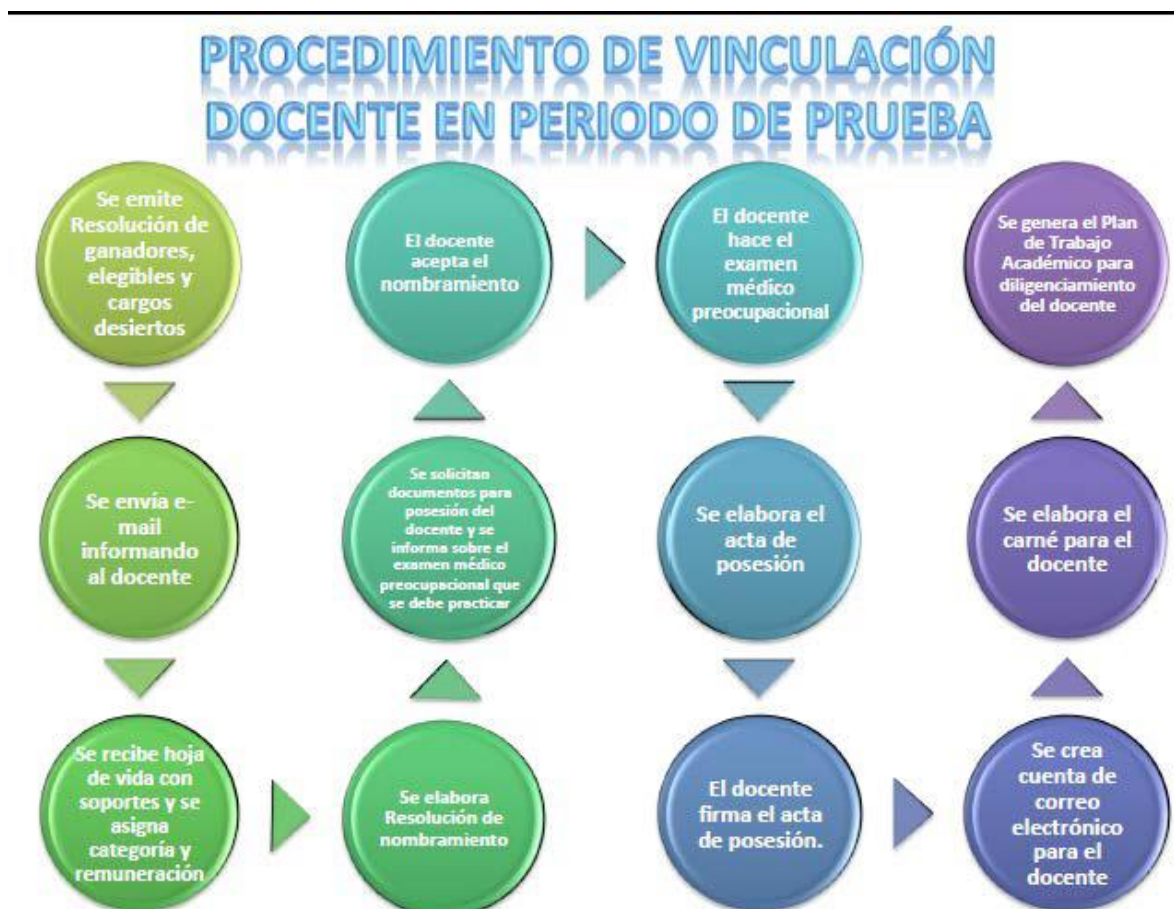 PROCEDIMIENTO DE VINCULACIÓN
DOCENTE EN PERIODO DE PRUEBA
Se emite
Resolución de
ganadores,
elegibles y
cargos
desiertos
Se envía e-
mail
informando
al docente
Se recibe hoja
de vida con
soportes y se
asigna
categoría y
remuneración
Se elabora
Resolución de
nombramiento
Se solicitan
documentos para
posesión del
docente y se
informa sobre el
examen médico
preocupacional que
se debe practicar
El docente
acepta el
nombramiento
El docente
hace el
examen
médico
preocupacional
Se elabora el
acta de
posesión
El docente
firma el acta
de posesión.
Se crea
cuenta de
correo
electrónico
para el
docente
Se elabora el
carné para el
docente
Se genera el Plan
de Trabajo
Académico para
diligenciamiento
del docente